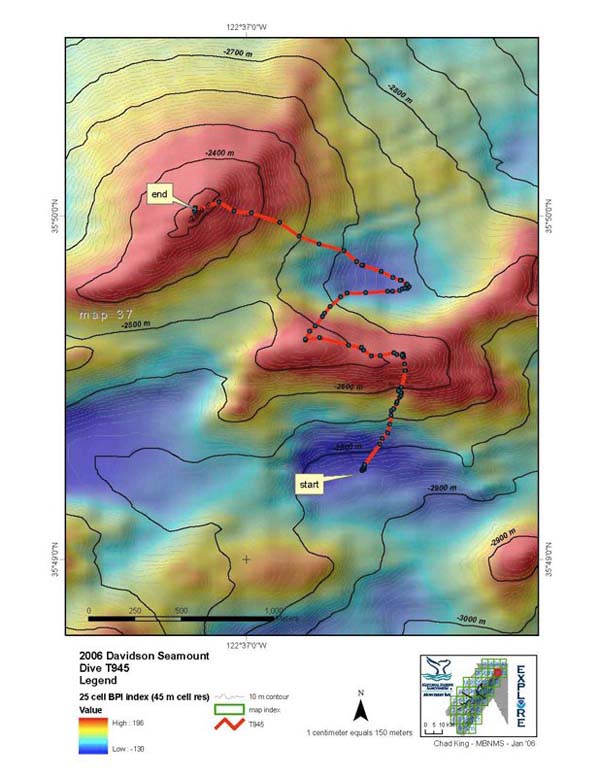 122°37'0"W
-2700 m
-2800 m
-2400 m
end
35°50'0"N
35°50'0"N
map 37
-2500 m
-2600 m
start
-2900 m
-2900 m
35°49'0"N
35°49'0"N
-3000 m
0 250 500 1,000
Meters
122°37'0"W
2006 Davidson Seamount
Dive T945
Legend
25 cell BPI index (45 m cell res)
Value
High : 196
Low : -130
10 m contour
map index
T945
N
1 centimeter equals 150 meters
0 5 10
EXPLORE
Chad King - MBNMS - Jan '06